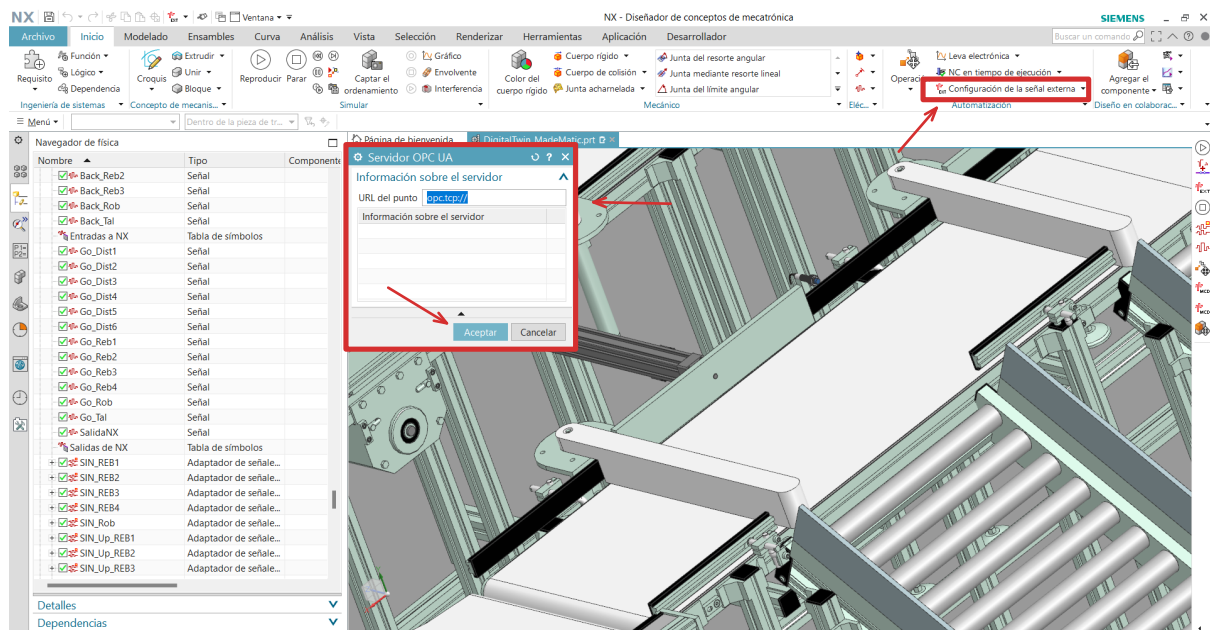 NX
Ventana
NX - Diseñador de conceptos de mecatrónica
SIEMENS
Archivo Inicio Modelado Ensambles Curva Análisis Vista Selección Renderizar Herramientas Aplicación Desarrollador
Buscar un comando
Requisito
Función
Lógico
Dependencia
Croquis
Extrudir
Unir
Bloque
Reproducir Parar
Captar el
ordenamiento
Gráfico
Envolvente
Interferencia
Color del
cuerpo rígido
Cuerpo rígido
Cuerpo de colisión
Junta acharnelada
Junta del resorte angular
Junta mediante resorte lineal
Junta del límite angular
Leva electrónica
NC en tiempo de ejecución
Configuración de la señal externa
Agregar el
componente
Ingeniería de sistemas
Concepto de mecanis...
Simular
Mecánico
Eléc...
Automatización
Diseño en colaborac...
Menú
Dentro de la pieza de tr...
Navegador de física
Página de bienvenida
DigitalTwin_MadeMatic.prt
Nombre Tipo Componente
Back_Reb2 Señal
Back_Reb3 Señal
Back_Rob Señal
Back_Tal Señal
Entradas a NX Tabla de símbolos
Go_Dist1 Señal
Go_Dist2 Señal
Go_Dist3 Señal
Go_Dist4 Señal
Go_Dist5 Señal
Go_Dist6 Señal
Go_Reb1 Señal
Go_Reb2 Señal
Go_Reb3 Señal
Go_Reb4 Señal
Go_Rob Señal
Go_Tal Señal
SalidaNX Señal
Salidas de NX Tabla de símbolos
SIN_REB1 Adaptador de señale...
SIN_REB2 Adaptador de señale...
SIN_REB3 Adaptador de señale...
SIN_REB4 Adaptador de señale...
SIN_Rob Adaptador de señale...
SIN_Up_REB1 Adaptador de señale...
SIN_Up_REB2 Adaptador de señale...
SIN_Up_REB3 Adaptador de señale...
Detalles
Dependencias
Servidor OPC UA
Información sobre el servidor
URL del punto opc.tcp://
Información sobre el servidor
Aceptar Cancelar